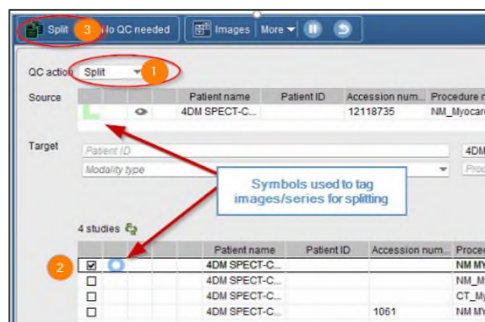 Split 3 No QC needed Images More
QC action Split 1
Source
Patient name Patient ID Accession num... Procedure
4DM SPECT-C... 12118735 NM_Myocar
Target
Patient ID 4DM
Modality type Proc
Symbols used to tag
images/series for splitting
4 studies
Patient name Patient ID Accession num... Proced
2 4DM SPECT-C... NM MY
4DM SPECT-C... NM_M
4DM SPECT-C... CT_My
4DM SPECT-C... 1061 NM MY